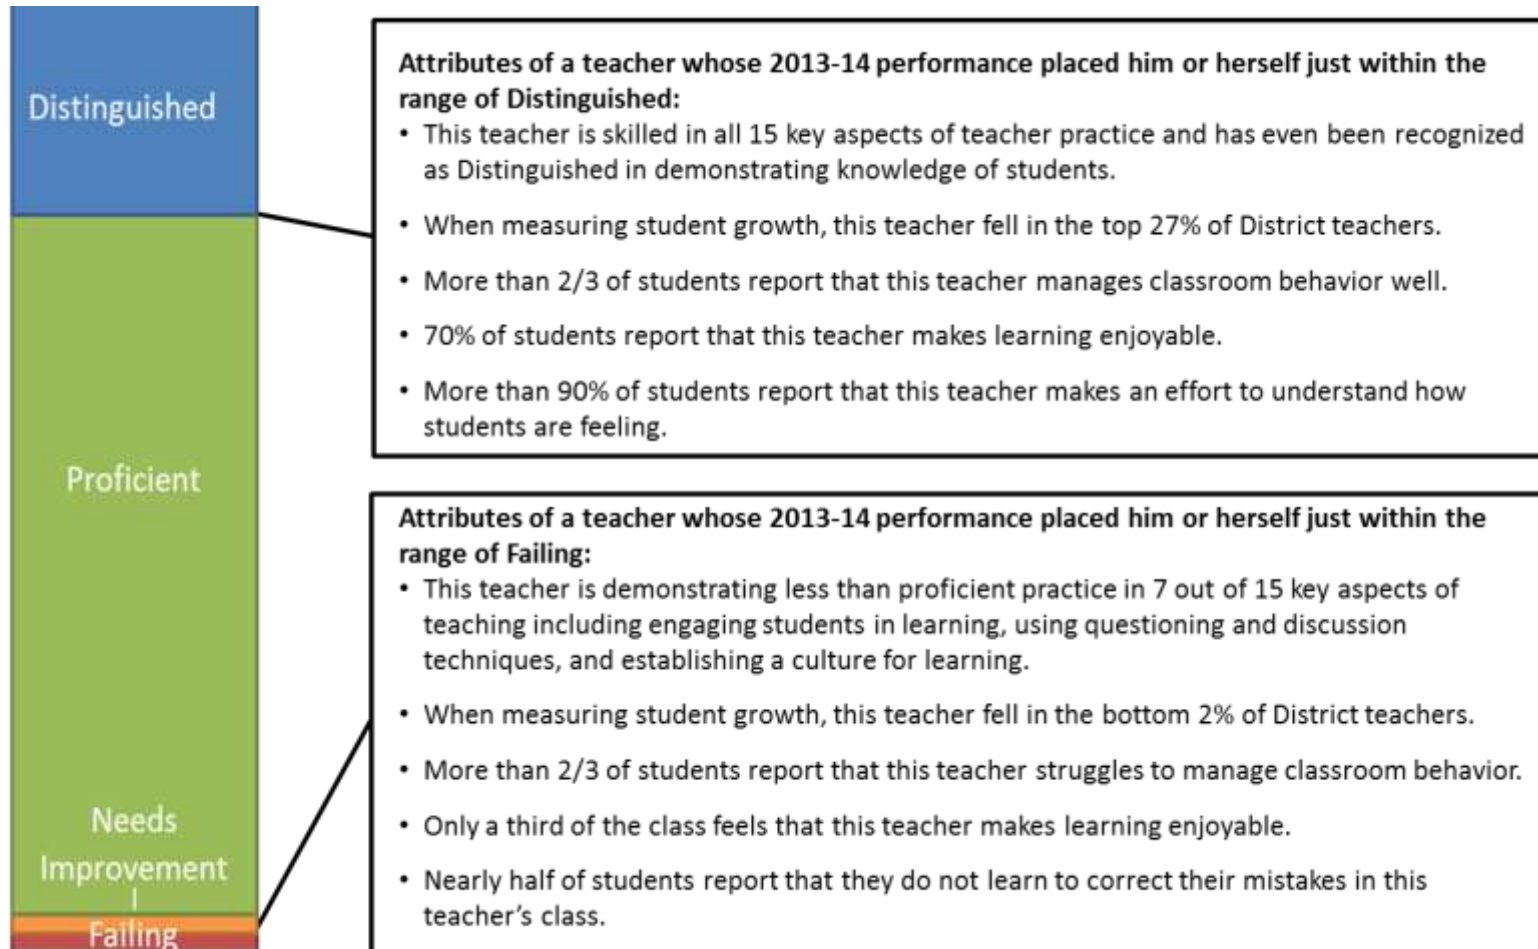 Distinguished
Proficient
Needs
Improvement
Failing
Attributes of a teacher whose 2013-14 performance placed him or herself just within the
range of Distinguished:
• This teacher is skilled in all 15 key aspects of teacher practice and has even been recognized
as Distinguished in demonstrating knowledge of students.
• When measuring student growth, this teacher fell in the top 27% of District teachers.
• More than 2/3 of students report that this teacher manages classroom behavior well.
• 70% of students report that this teacher makes learning enjoyable.
• More than 90% of students report that this teacher makes an effort to understand how
students are feeling.
Attributes of a teacher whose 2013-14 performance placed him or herself just within the
range of Failing:
• This teacher is demonstrating less than proficient practice in 7 out of 15 key aspects of
teaching including engaging students in learning, using questioning and discussion
techniques, and establishing a culture for learning.
• When measuring student growth, this teacher fell in the bottom 2% of District teachers.
• More than 2/3 of students report that this teacher struggles to manage classroom behavior.
• Only a third of the class feels that this teacher makes learning enjoyable.
• Nearly half of students report that they do not learn to correct their mistakes in this
teacher’s class.